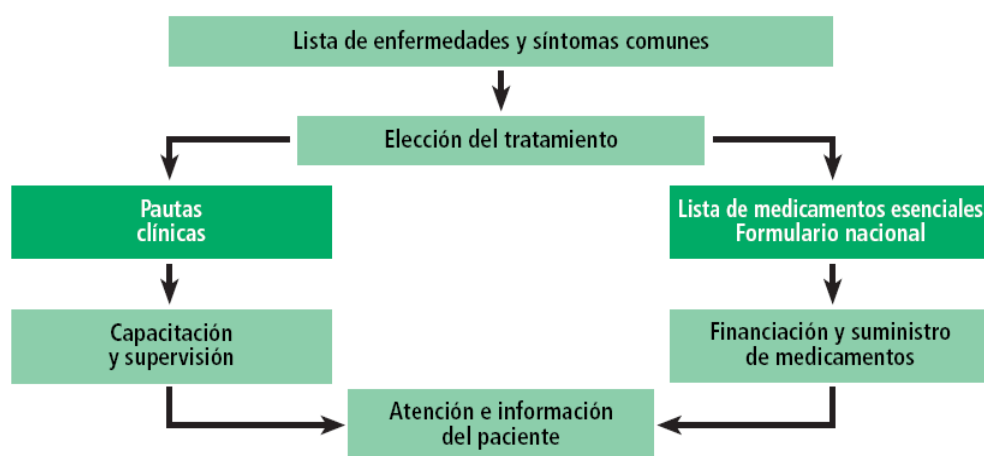 Lista de enfermedades y síntomas comunes
Elección del tratamiento
Pautas
clínicas
Lista de medicamentos esenciales
Formulario nacional
Capacitación
y supervisión
Financiación y suministro
de medicamentos
Atención e información
del paciente